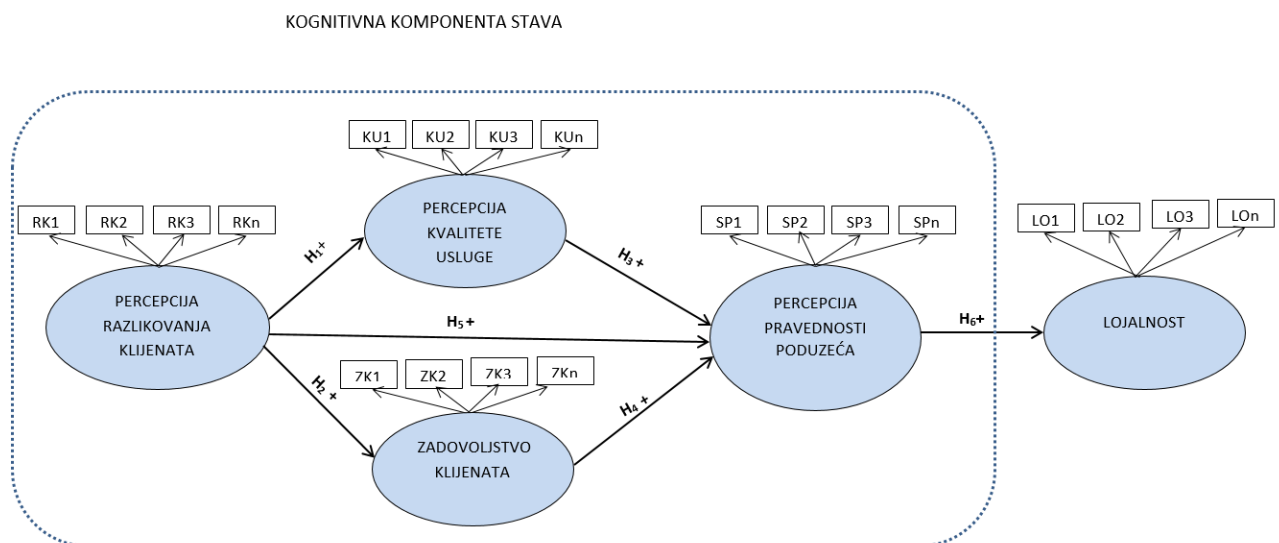 KOGNITIVNA KOMPONENTA STAVA
KU1 KU2 KU3 KUn
RK1 RK2 RK3 RKn
PERCEPCIJA
KVALITETE
USLUGE
SP1 SP2 SP3 SPn
LO1 LO2 LO3 LOn
H1+
H3 +
PERCEPCIJA
RAZLIKOVANJA
KLIJENATA
H5 +
PERCEPCIJA
PRAVEDNOSTI
PODUZEĆA
H6+
LOJALNOST
H2 +
ZK1 ZK2 ZK3 ZKn
H4 +
ZADOVOLJSTVO
KLIJENATA